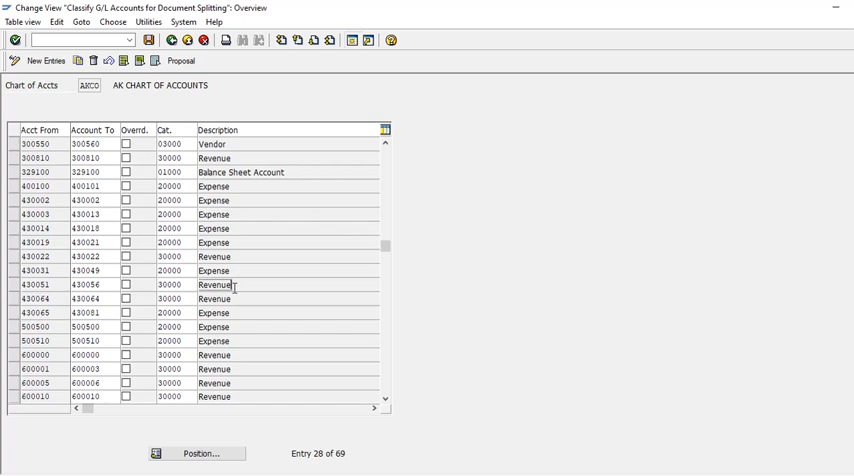 Change View "Classify G/L Accounts for Document Splitting": Overview
Table view Edit Goto Choose Utilities System Help
New Entries Proposal
Chart of Accts AKCO AK CHART OF ACCOUNTS
Acct From Account To Overrd. Cat. Description
300550 300560 03000 Vendor
300810 300810 30000 Revenue
329100 329100 01000 Balance Sheet Account
400100 400101 20000 Expense
430002 430002 20000 Expense
430003 430013 20000 Expense
430014 430018 20000 Expense
430019 430021 20000 Expense
430022 430022 30000 Revenue
430031 430049 20000 Expense
430051 430056 30000 Revenue
430064 430064 30000 Revenue
430065 430081 20000 Expense
500500 500500 20000 Expense
500510 500510 20000 Expense
600000 600000 30000 Revenue
600001 600003 30000 Revenue
600005 600006 30000 Revenue
600010 600010 30000 Revenue
Position... Entry 28 of 69